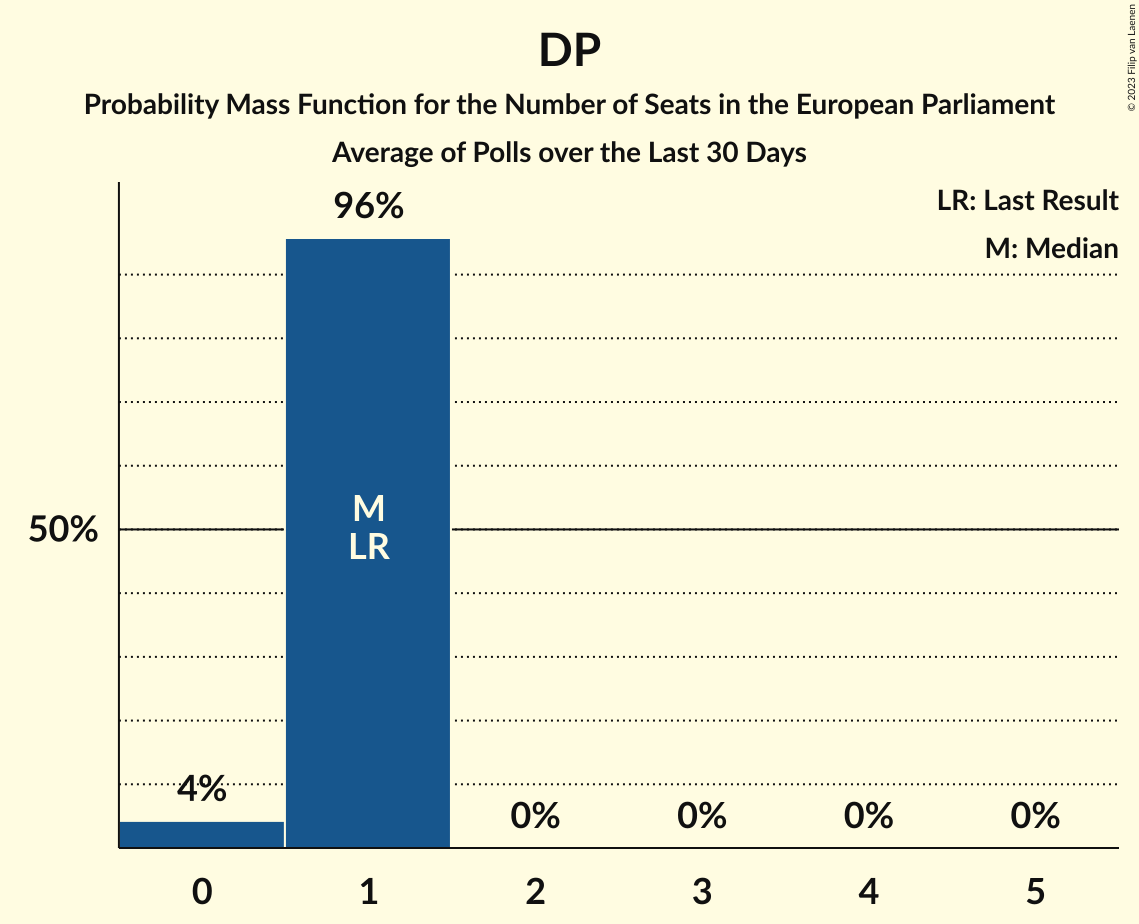 DP
Probability Mass Function for the Number of Seats in the European Parliament
Average of Polls over the Last 30 Days
© 2023 Filip van Laenen
LR: Last Result
M: Median
96%
50%
M
LR
4%
0%
0%
0%
0%
0
1
2
3
4
5